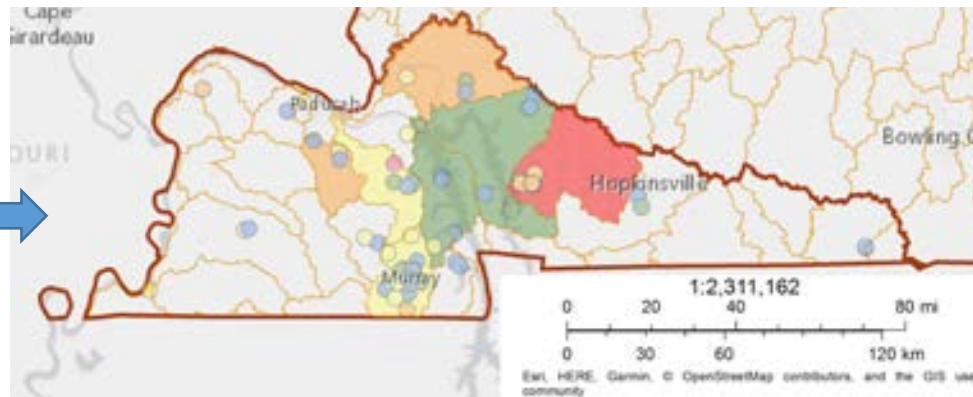 Cape
Girardeau
Paducah
OURI
Bowling G
Hopkinsville
Murray
1:2,311,162
0 20 40 80 mi
0 30 60 120 km
Esri, HERE, Garmin, © OpenStreetMap contributors, and the GIS use
community